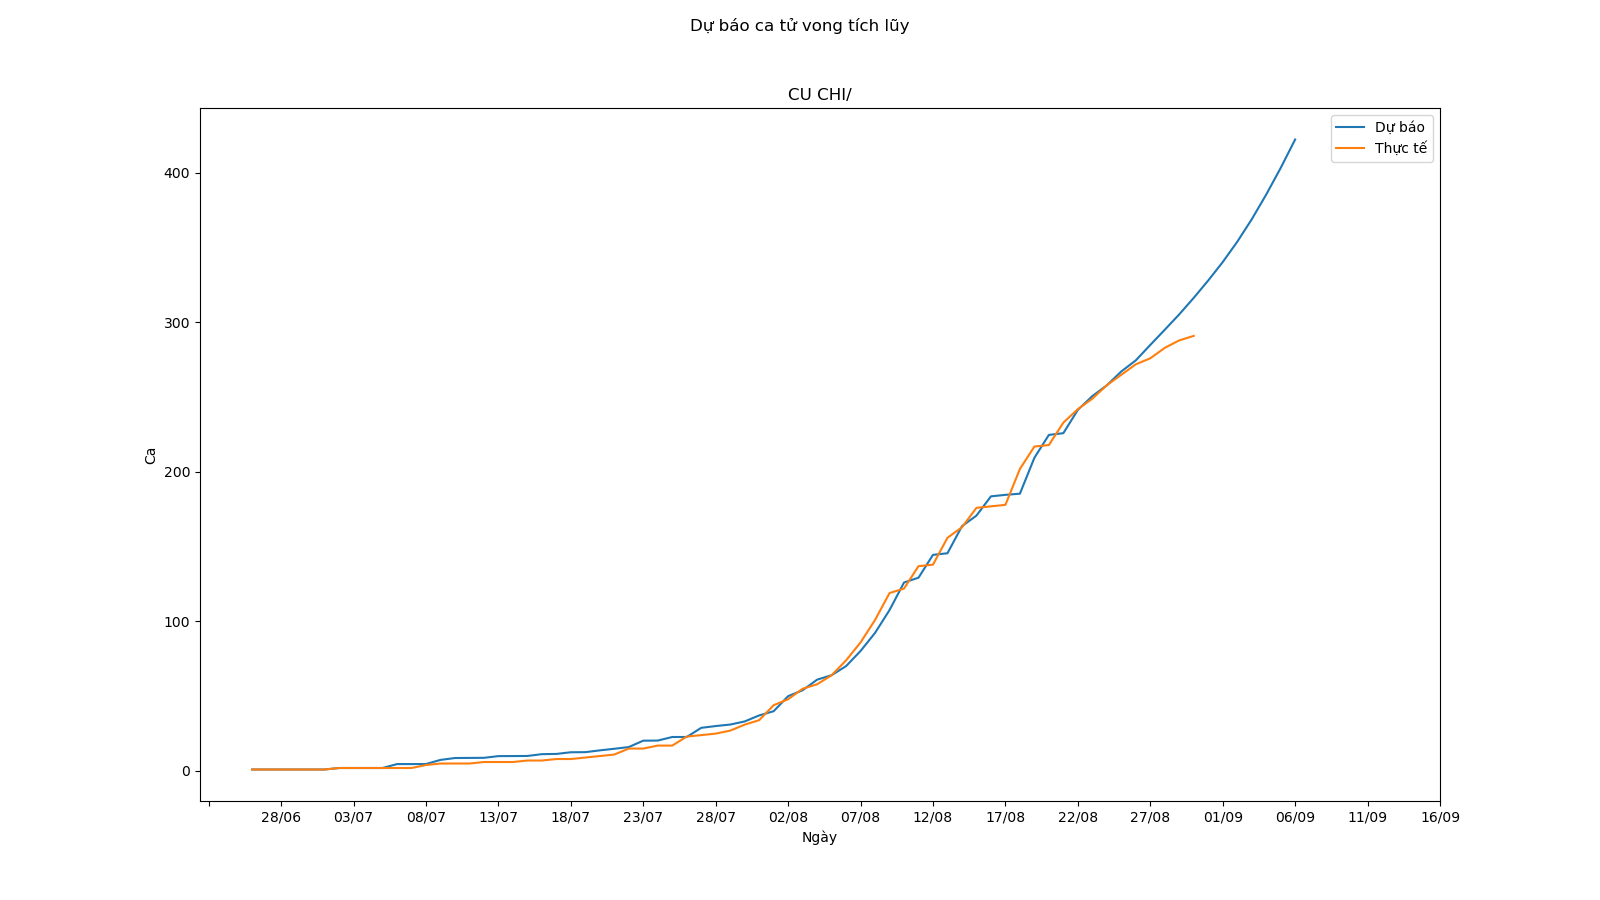 Dự báo ca tử vong tích lũy
CU CHI/
Dự báo
Thực tế
400
300
200
100
0
Ca
28/06 03/07 08/07 13/07 18/07 23/07 28/07 02/08 07/08 12/08 17/08 22/08 27/08 01/09 06/09 11/09 16/09
Ngày